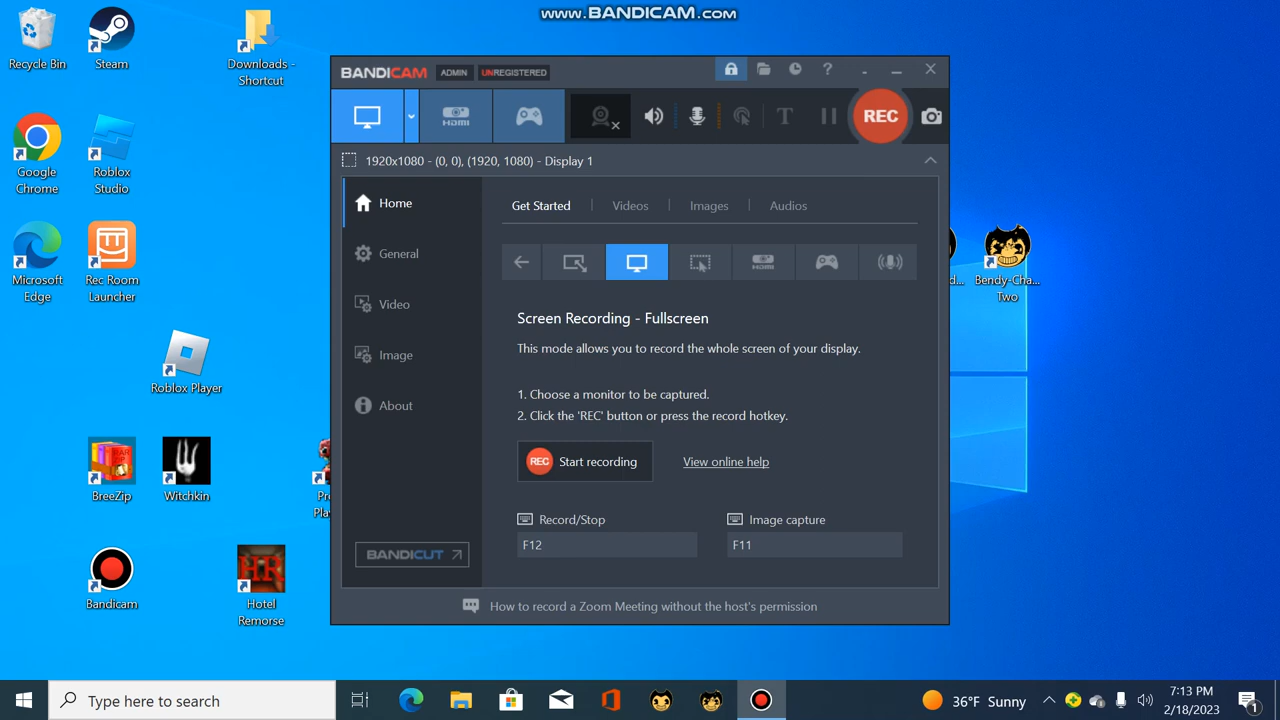 www.BANDICAM.com
Recycle Bin
Steam
Downloads -
Shortcut
Google
Chrome
Roblox
Studio
Microsoft
Edge
Rec Room
Launcher
Roblox Player
BreeZip
Witchkin
Bandicam
Hotel
Remorse
Pr
Pla
d...
Bendy-Cha...
Two
BANDICAM
ADMIN
UNREGISTERED
HDMI
T
REC
1920x1080 - (0, 0), (1920, 1080) - Display 1
Home
General
Video
Image
About
BANDICUT
Get Started
Videos
Images
Audios
HDMI
Screen Recording - Fullscreen
This mode allows you to record the whole screen of your display.
1. Choose a monitor to be captured.
2. Click the 'REC' button or press the record hotkey.
REC Start recording
View online help
Record/Stop
Image capture
F12
F11
How to record a Zoom Meeting without the host's permission
Type here to search
36°F Sunny
7:13 PM
2/18/2023
1